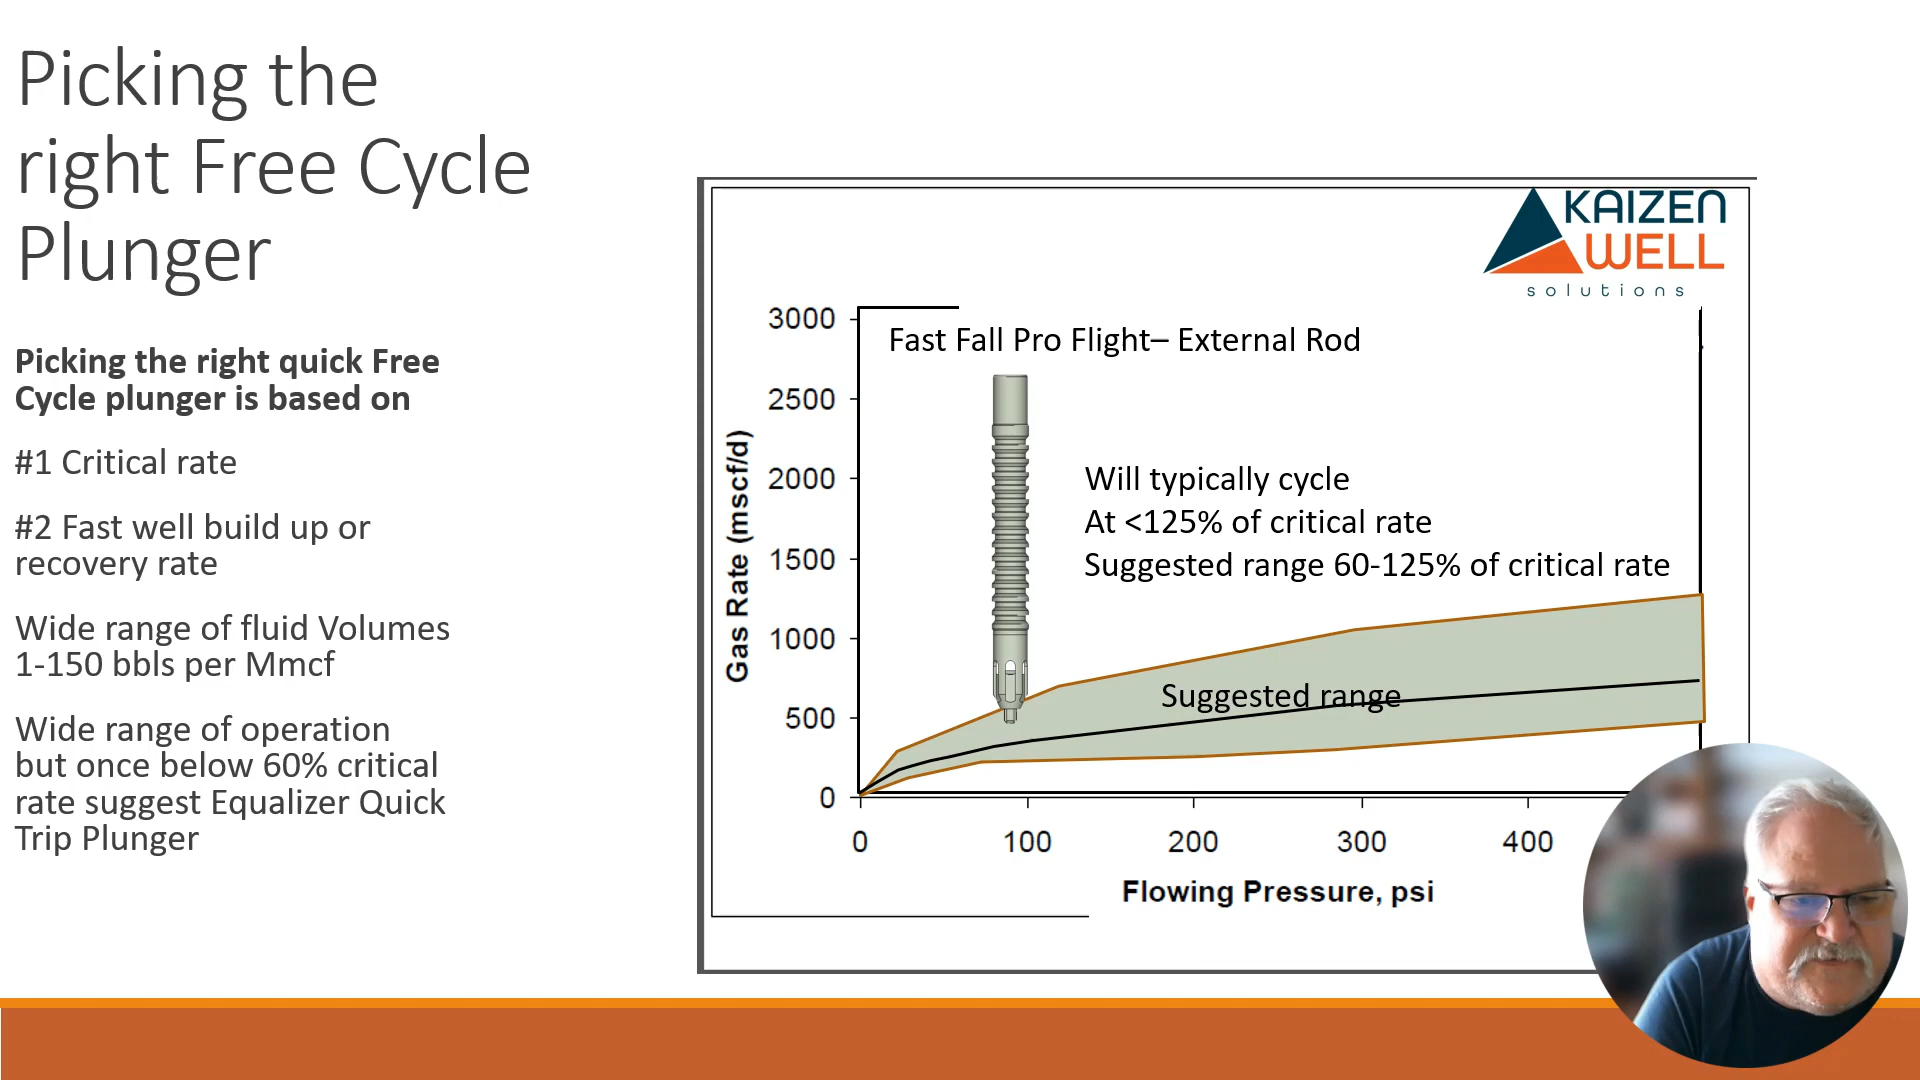 Picking the
right Free Cycle
Plunger
Picking the right quick Free
Cycle plunger is based on
#1 Critical rate
#2 Fast well build up or
recovery rate
Wide range of fluid Volumes
1-150 bbls per Mmcf
Wide range of operation
but once below 60% critical
rate suggest Equalizer Quick
Trip Plunger
KAIZEN
WELL
solutions
Fast Fall Pro Flight– External Rod
Will typically cycle
At <125% of critical rate
Suggested range 60-125% of critical rate
Suggested range
Gas Rate (mscf/d)
3000
2500
2000
1500
1000
500
0
0 100 200 300 400
Flowing Pressure, psi